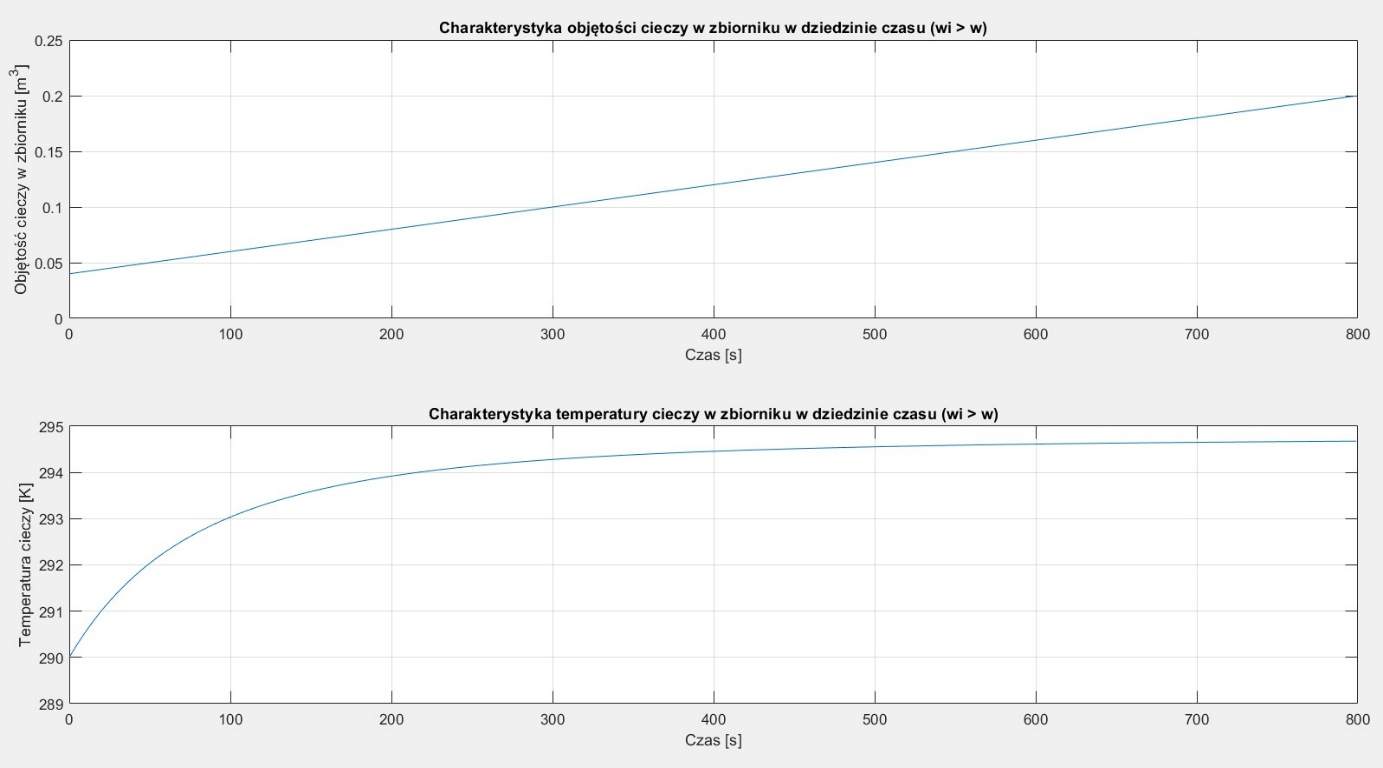 Charakterystyka objętości cieczy w zbiorniku w dziedzinie czasu (wi > w)
Objętość cieczy w zbiorniku [m³]
0.25
0.2
0.15
0.1
0.05
0
0 100 200 300 400 500 600 700 800
Czas [s]
Charakterystyka temperatury cieczy w zbiorniku w dziedzinie czasu (wi > w)
Temperatura cieczy [K]
295
294
293
292
291
290
289
0 100 200 300 400 500 600 700 800
Czas [s]